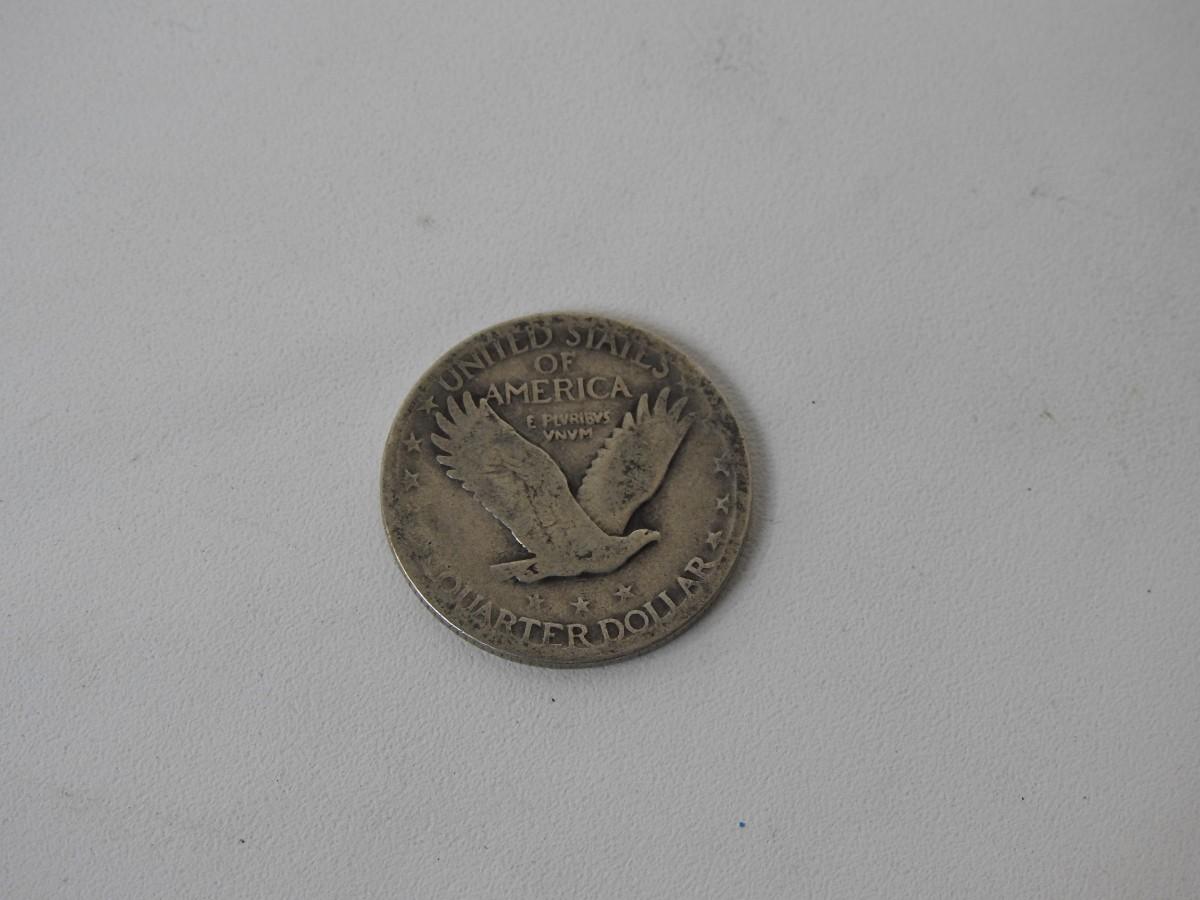 UNITED STATES
OF
AMERICA
E PLVRIBVS
VNVM
QUARTER DOLLAR